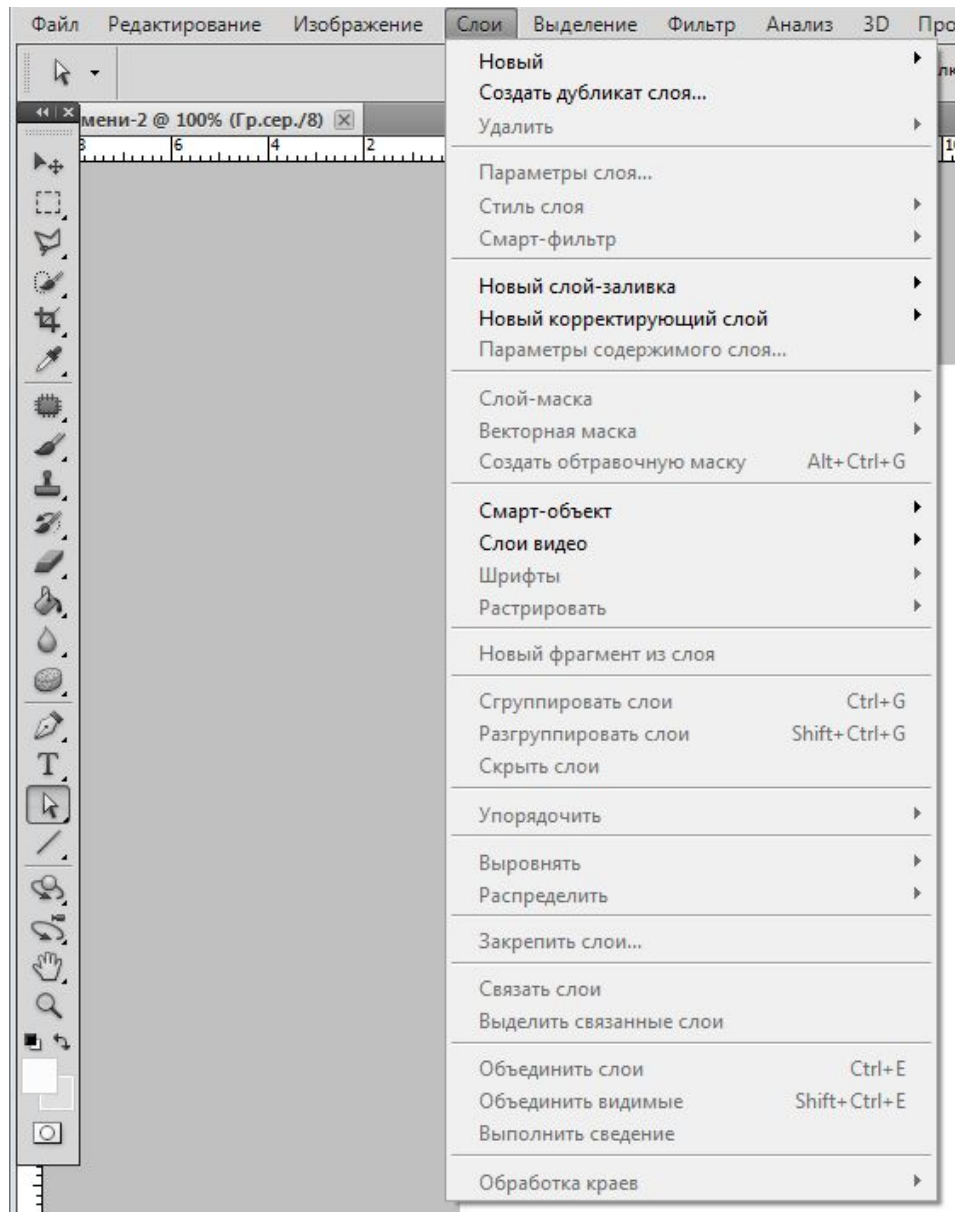 Файл Редактирование Изображение Слои Выделение Фильтр Анализ 3D
мени-2 @ 100% (Гр.сер./8)
8 6 4 2
Новый
Создать дубликат слоя...
Удалить
Параметры слоя...
Стиль слоя
Смарт-фильтр
Новый слой-заливка
Новый корректирующий слой
Параметры содержимого слоя...
Слой-маска
Векторная маска
Создать обтравочную маску Alt+Ctrl+G
Смарт-объект
Слои видео
Шрифты
Растрировать
Новый фрагмент из слоя
Сгруппировать слои Ctrl+G
Разгруппировать слои Shift+Ctrl+G
Скрыть слои
Упорядочить
Выровнять
Распределить
Закрепить слои...
Связать слои
Выделить связанные слои
Объединить слои Ctrl+E
Объединить видимые Shift+Ctrl+E
Выполнить сведение
Обработка краев